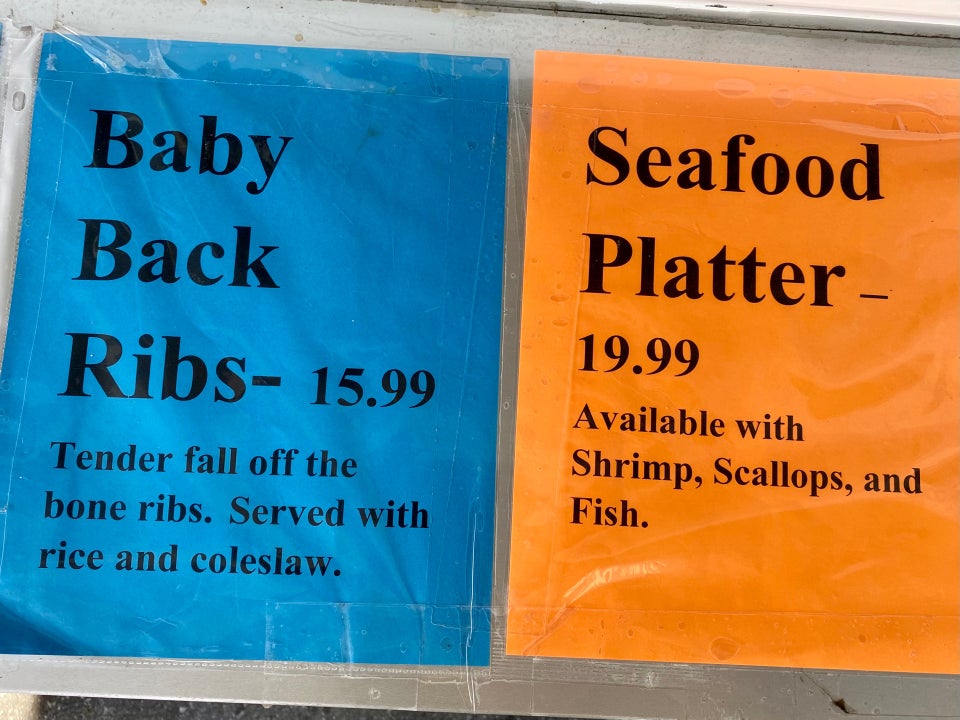 Baby
Back
Ribs- 15.99
Tender fall off the
bone ribs. Served with
rice and coleslaw.
Seafood
Platter –
19.99
Available with
Shrimp, Scallops, and
Fish.